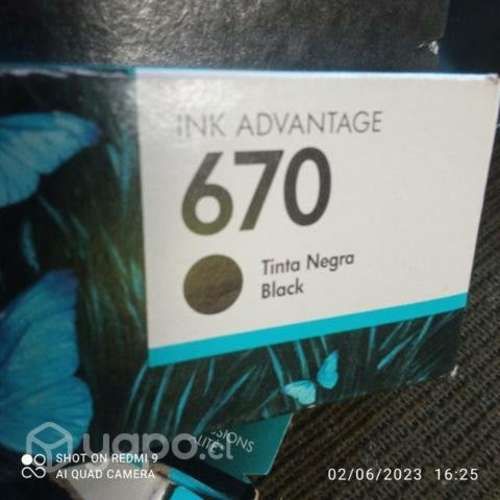 INK ADVANTAGE
670
Tinta Negra
Black
SSIONS
yapo.cl
SHOT ON REDMI 9
AI QUAD CAMERA
02/06/2023 16:25